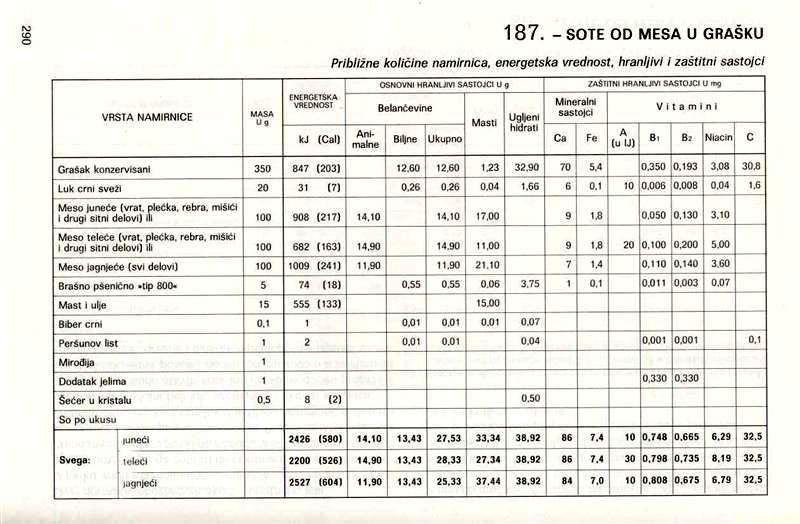 290
187. – SOTE OD MESA U GRAŠKU
Približne količine namirnica, energetska vrednost, hranljivi i zaštitni sastojci
VRSTA NAMIRNICE MASA U g ENERGETSKA VREDNOST OSNOVNI HRANLJIVI SASTOJCI U g ZAŠTITNI HRANLJIVI SASTOJCI U mg
Belančevine Masti Ugljeni hidrati Mineralni sastojci Vitamini
kJ (Cal) Ani-malne Biljne Ukupno Ca Fe A (u IJ) B1 B2 Niacin C
Grašak konzervisani 350 847 (203) 12,60 12,60 1,23 32,90 70 5,4 0,350 0,193 3,08 30,8
Luk crni sveži 20 31 (7) 0,26 0,26 0,04 1,66 6 0,1 10 0,006 0,008 0,04 1,6
Meso juneće (vrat, plećka, rebra, mišići
i drugi sitni delovi) ili 100 908 (217) 14,10 14,10 17,00 9 1,8 0,050 0,130 3,10
Meso teleće (vrat, plećka, rebra, mišići
i drugi sitni delovi) ili 100 682 (163) 14,90 14,90 11,00 9 1,8 20 0,100 0,200 5,00
Meso jagnjeće (svi delovi) 100 1009 (241) 11,90 11,90 21,10 7 1,4 0,110 0,140 3,60
Brašno pšenično »tip 800« 5 74 (18) 0,55 0,55 0,06 3,75 1 0,1 0,011 0,003 0,07
Mast i ulje 15 555 (133) 15,00
Biber crni 0,1 1 0,01 0,01 0,01 0,07
Peršunov list 1 2 0,01 0,01 0,04 0,001 0,001 0,1
Mirođija 1
Dodatak jelima 1 0,330 0,330
Šećer u kristalu 0,5 8 (2) 0,50
So po ukusu
Svega: juneći 2426 (580) 14,10 13,43 27,53 33,34 38,92 86 7,4 10 0,748 0,665 6,29 32,5
teleći 2200 (526) 14,90 13,43 28,33 27,34 38,92 86 7,4 30 0,798 0,735 8,19 32,5
jagnjeći 2527 (604) 11,90 13,43 25,33 37,44 38,92 84 7,0 10 0,808 0,675 6,79 32,5